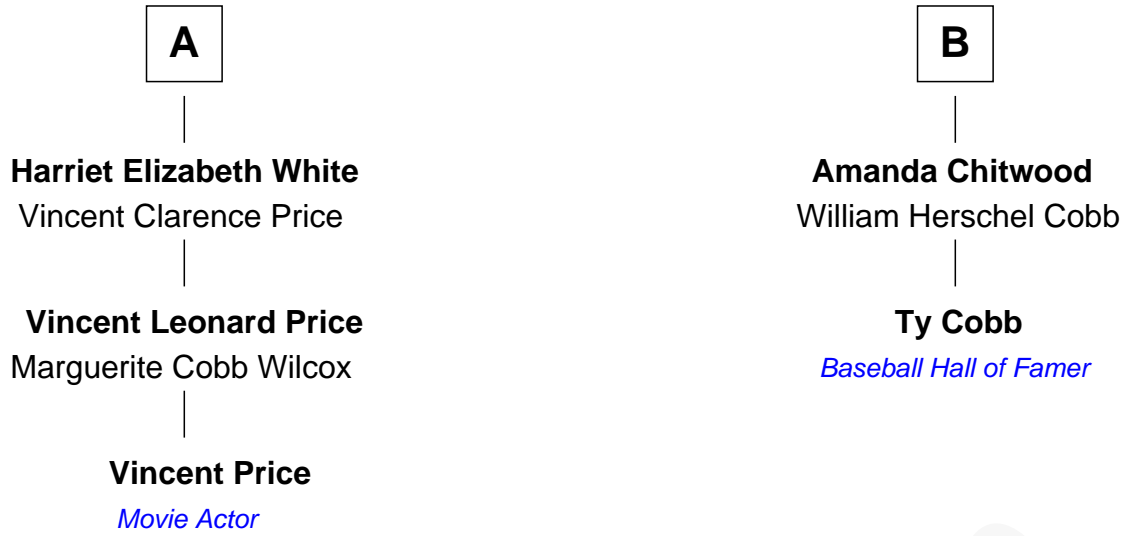 A
Harriet Elizabeth White
Vincent Clarence Price
Vincent Leonard Price
Marguerite Cobb Wilcox
Vincent Price
Movie Actor
B
Amanda Chitwood
William Herschel Cobb
Ty Cobb
Baseball Hall of Famer